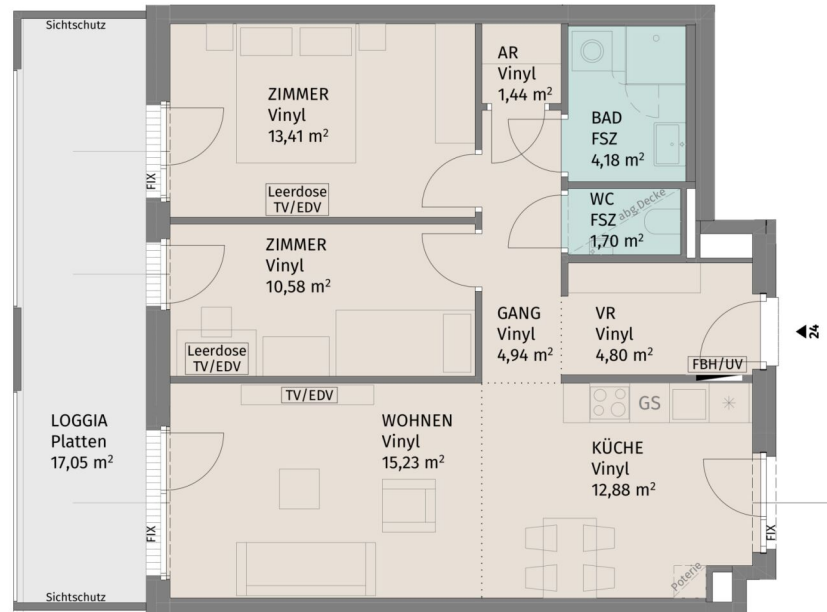 Sichtschutz
ZIMMER
Vinyl
13,41 m²
Leerdose
TV/EDV
FIX
AR
Vinyl
1,44 m²
BAD
FSZ
4,18 m²
WC
FSZ
1,70 m²
abg.Decke
ZIMMER
Vinyl
10,58 m²
Leerdose
TV/EDV
GANG
Vinyl
4,94 m²
VR
Vinyl
4,80 m²
FBH/UV
24
LOGGIA
Platten
17,05 m²
TV/EDV
WOHNEN
Vinyl
15,23 m²
GS
KÜCHE
Vinyl
12,88 m²
FIX
FIX
Poterie
Sichtschutz